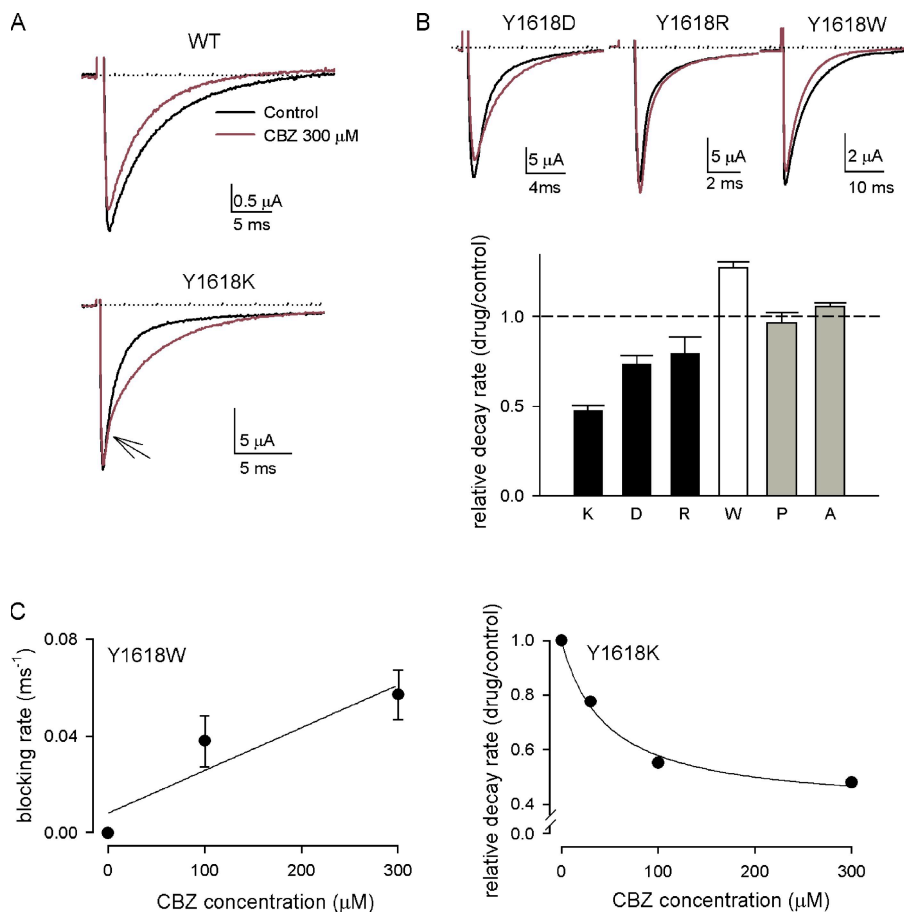 A
WT
Control
CBZ 300 μM
0.5 μA
5 ms
Y1618K
5 μA
5 ms
B
Y1618D
Y1618R
Y1618W
5 μA
4ms
5 μA
2 ms
2 μA
10 ms
relative decay rate (drug/control)
1.0
0.5
0.0
K D R W P A
C
Y1618W
blocking rate (ms⁻¹)
0.08
0.04
0.00
0 100 200 300
CBZ concentration (μM)
Y1618K
relative decay rate (drug/control)
1.0
0.8
0.6
0.4
0.0
0 100 200 300
CBZ concentration (μM)